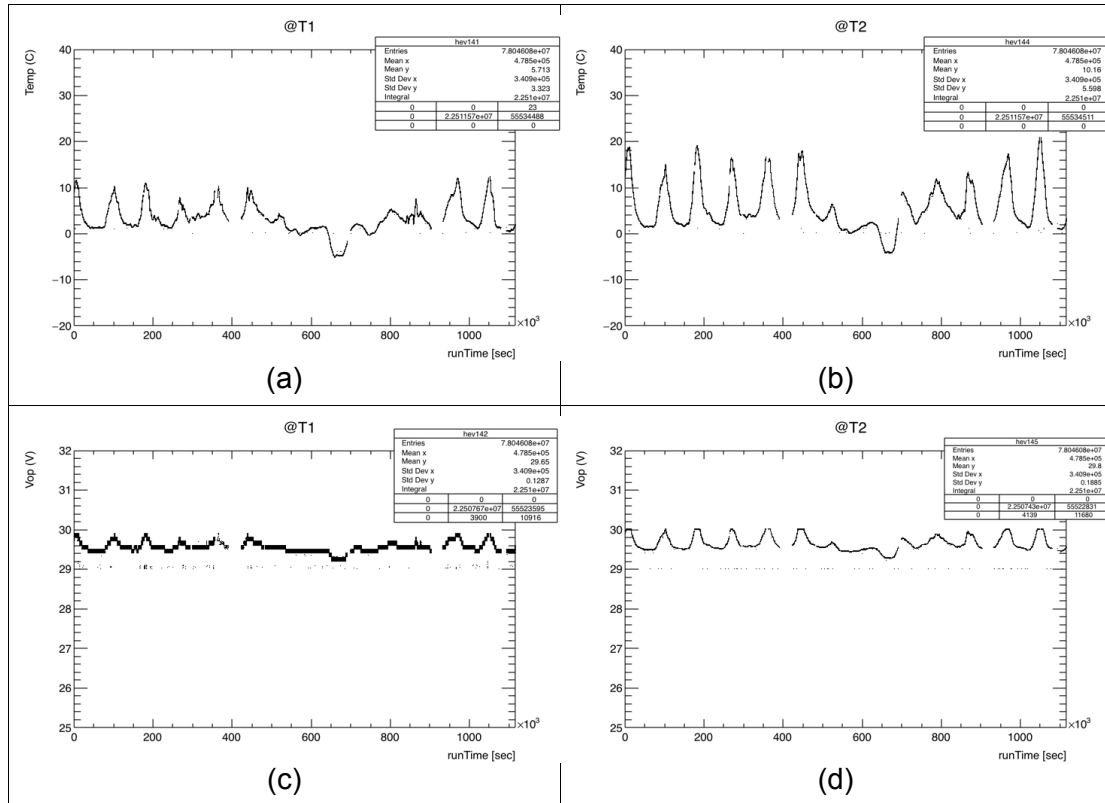 @T1
hev141
Entries 7.804608e+07
Mean x 4.785e+05
Mean y 5.713
Std Dev x 3.409e+05
Std Dev y 3.323
Integral 2.251e+07
0 0 23
0 2.251157e+07 55534488
0 0 0
Temp (C)
40
30
20
10
0
−10
−20
0 200 400 600 800 1000
×10³
runTime [sec]
(a)
@T2
hev144
Entries 7.804608e+07
Mean x 4.785e+05
Mean y 10.16
Std Dev x 3.409e+05
Std Dev y 5.598
Integral 2.251e+07
0 0 0
0 2.251157e+07 55534511
0 0 0
Temp (C)
40
30
20
10
0
−10
−20
0 200 400 600 800 1000
×10³
runTime [sec]
(b)
@T1
hev142
Entries 7.804608e+07
Mean x 4.785e+05
Mean y 29.65
Std Dev x 3.409e+05
Std Dev y 0.1287
Integral 2.251e+07
0 0 0
0 2.250767e+07 55523595
0 3900 10916
Vop (V)
32
31
30
29
28
27
26
25
0 200 400 600 800 1000
×10³
runTime [sec]
(c)
@T2
hev145
Entries 7.804608e+07
Mean x 4.785e+05
Mean y 29.8
Std Dev x 3.409e+05
Std Dev y 0.1885
Integral 2.251e+07
0 0 0
0 2.250743e+07 55522831
0 4139 11680
Vop (V)
32
31
30
29
28
27
26
25
0 200 400 600 800 1000
×10³
runTime [sec]
(d)